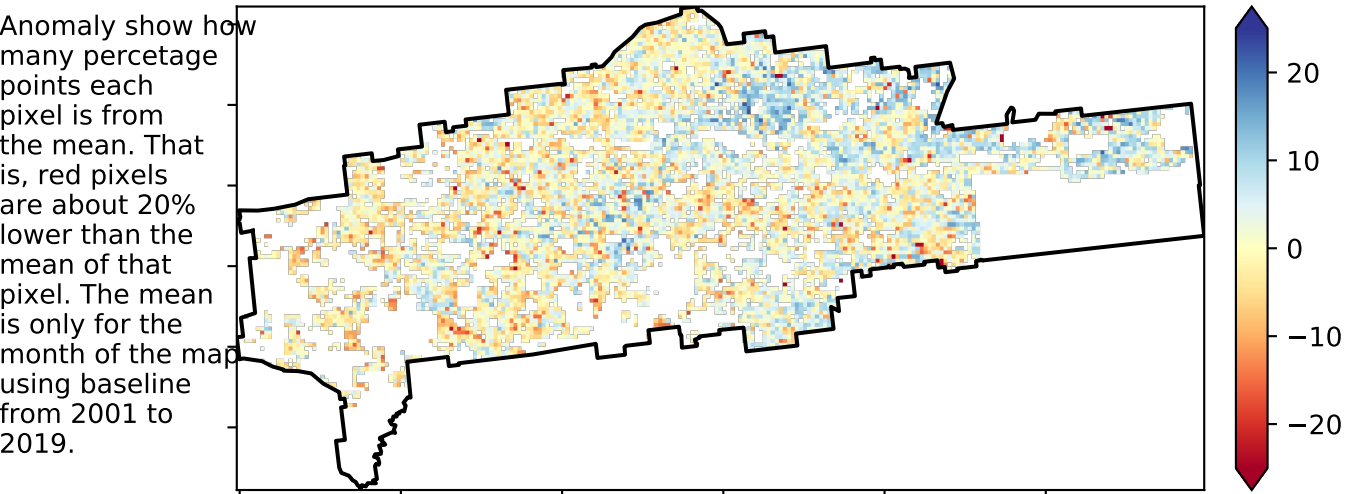 Anomaly show how
many percetage
points each
pixel is from
the mean. That
is, red pixels
are about 20%
lower than the
mean of that
pixel. The mean
is only for the
month of the map
using baseline
from 2001 to
2019.
20
10
0
−10
−20